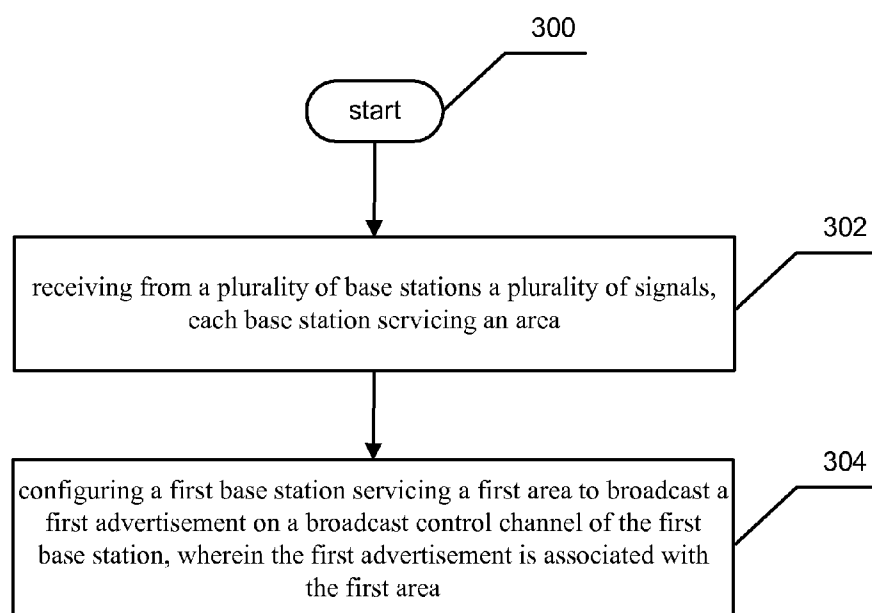 300
start
302
receiving from a plurality of base stations a plurality of signals,
each base station servicing an area
304
configuring a first base station servicing a first area to broadcast a
first advertisement on a broadcast control channel of the first
base station, wherein the first advertisement is associated with
the first area